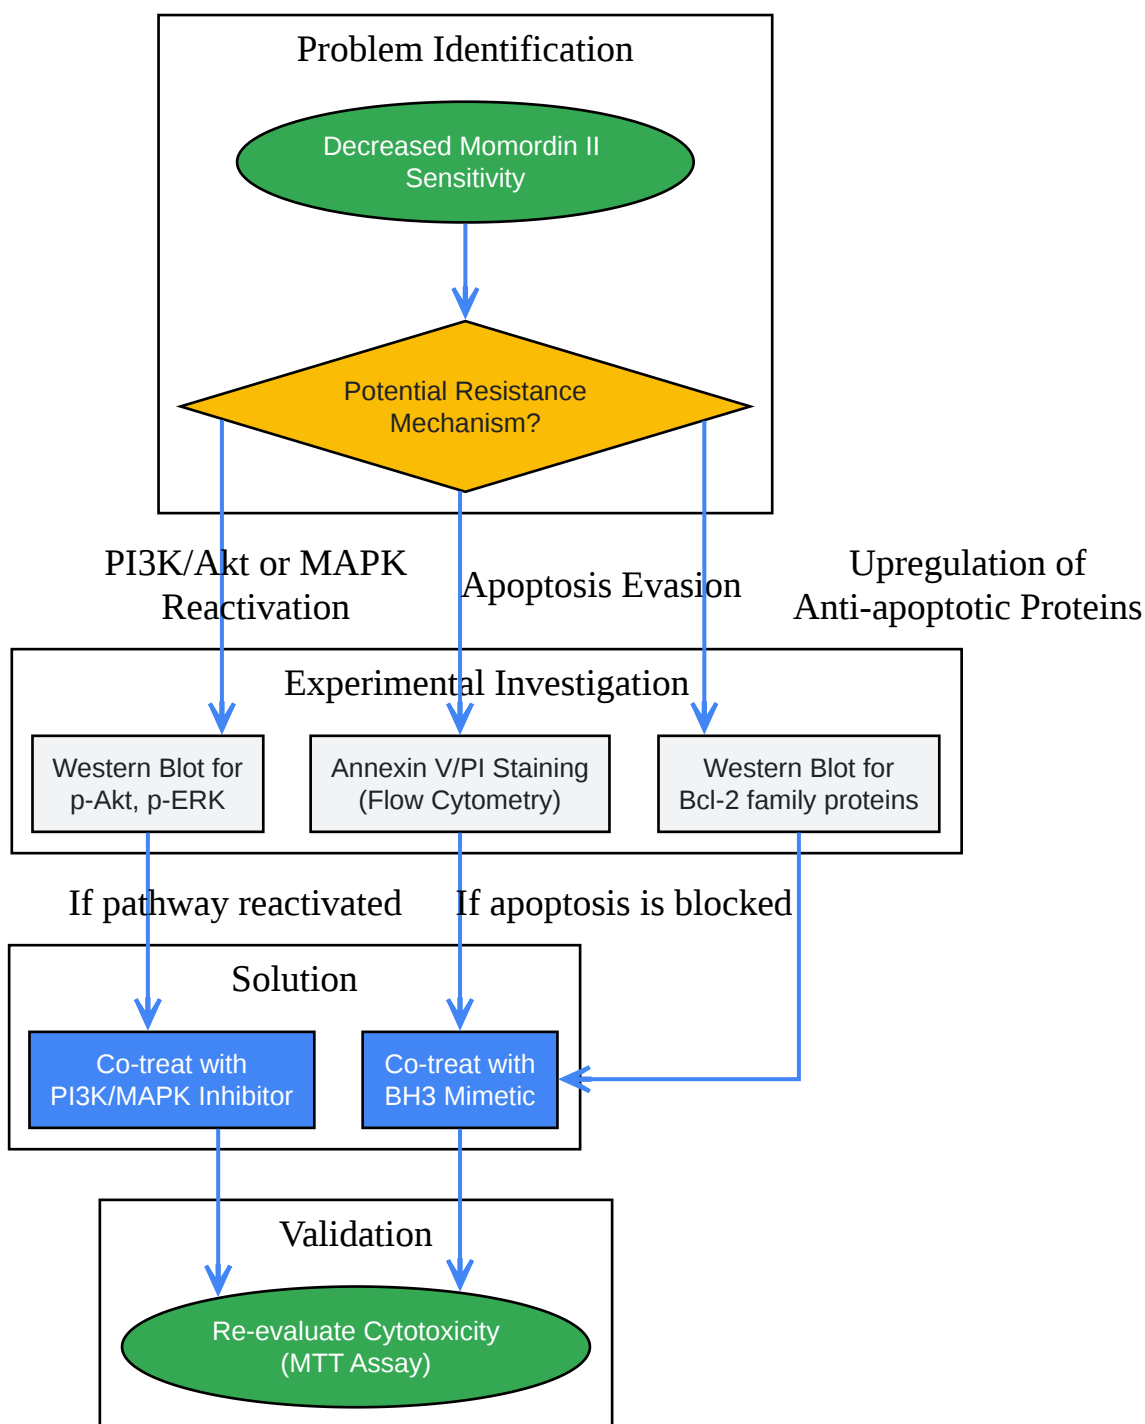 Problem Identification
Decreased Momordin II
Sensitivity
Potential Resistance
Mechanism?
PI3K/Akt or MAPK
Reactivation
Apoptosis Evasion
Upregulation of
Anti-apoptotic Proteins
Experimental Investigation
Western Blot for
p-Akt, p-ERK
Annexin V/PI Staining
(Flow Cytometry)
Western Blot for
Bcl-2 family proteins
If pathway reactivated
If apoptosis is blocked
Solution
Co-treat with
PI3K/MAPK Inhibitor
Co-treat with
BH3 Mimetic
Validation
Re-evaluate Cytotoxicity
(MTT Assay)